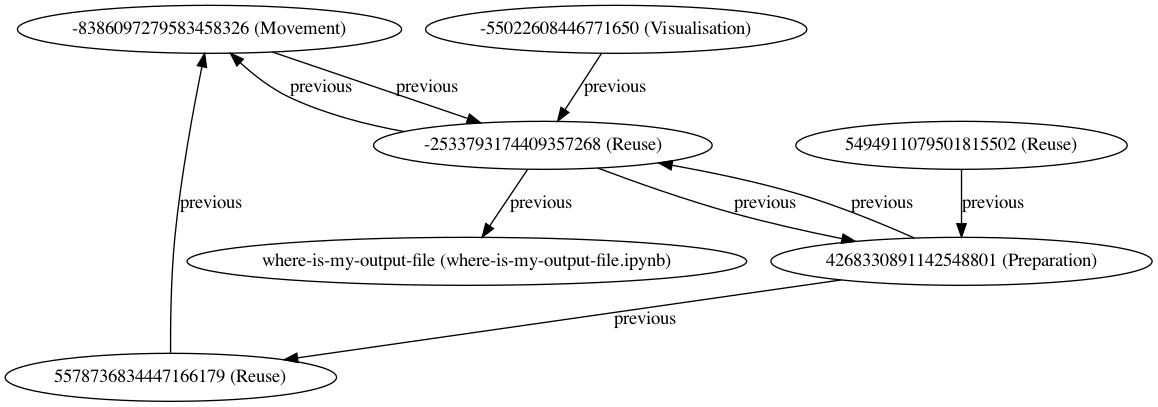 -8386097279583458326 (Movement)
-55022608446771650 (Visualisation)
previous
previous
previous
-2533793174409357268 (Reuse)
5494911079501815502 (Reuse)
previous
previous
previous
previous
previous
where-is-my-output-file (where-is-my-output-file.ipynb)
4268330891142548801 (Preparation)
previous
5578736834447166179 (Reuse)